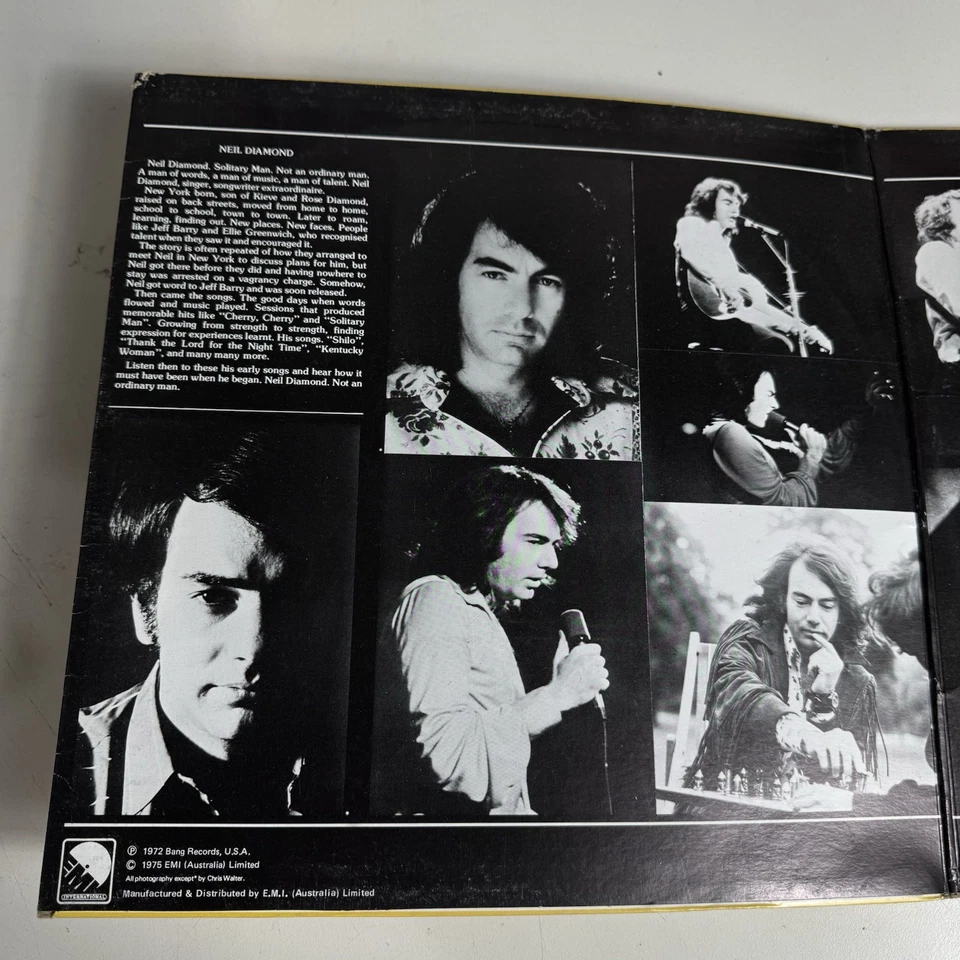 NEIL DIAMOND
Neil Diamond. Solitary Man. Not an ordinary man.
A man of words, a man of music, a man of talent. Neil
Diamond, singer, songwriter extraordinaire.
New York born, son of Kieve and Rose Diamond,
raised on back streets, moved from home to home,
school to school, town to town. Later to roam,
learning, finding out. New places. New faces. People
like Jeff Barry and Ellie Greenwich, who recognised
talent when they saw it and encouraged it.
The story is often repeated of how they arranged to
meet Neil in New York to discuss plans for him, but
Neil got there before they did and having nowhere to
stay was arrested on a vagrancy charge. Somehow,
Neil got word to Jeff Barry and was soon released.
Then came the songs. The good days when words
flowed and music played. Sessions that produced
memorable hits like "Cherry, Cherry" and "Solitary
Man". Growing from strength to strength, finding
expression for experiences learnt. His songs. "Shilo",
"Thank the Lord for the Night Time", "Kentucky
Woman", and many many more.
Listen then to these his early songs and hear how it
must have been when he began. Neil Diamond. Not an
ordinary man.
EMI
INTERNATIONAL
Ⓟ 1972 Bang Records, U.S.A.
© 1975 EMI (Australia) Limited
All photography except* by Chris Walter.
Manufactured & Distributed by E.M.I. (Australia) Limited